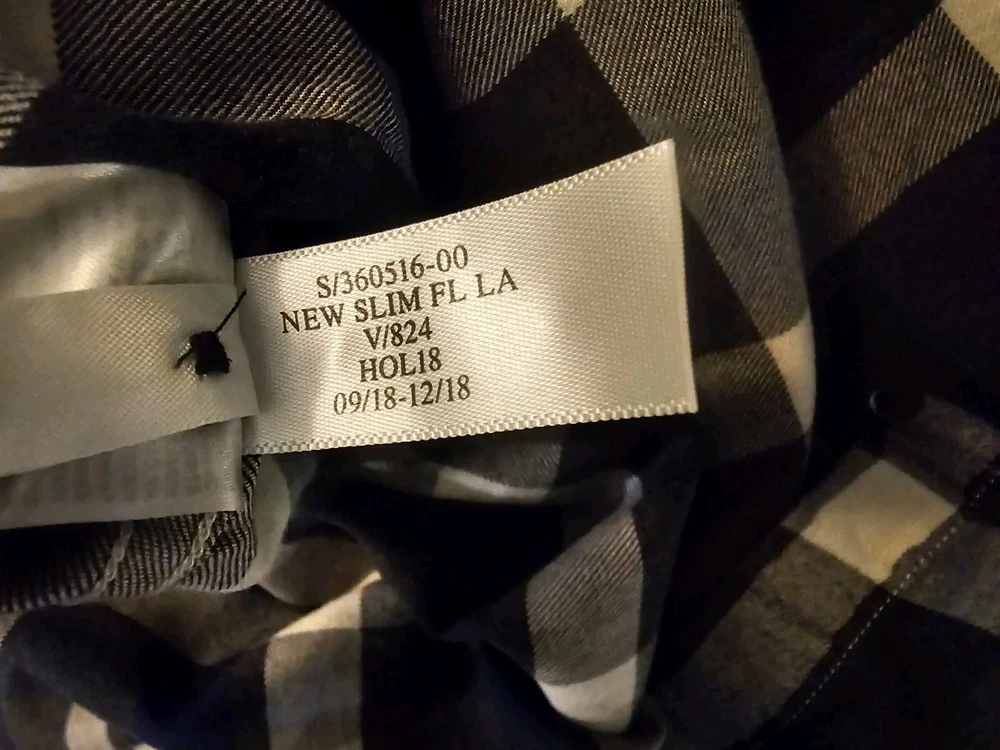 S/360516-00
NEW SLIM FL LA
V/824
HOL18
09/18-12/18